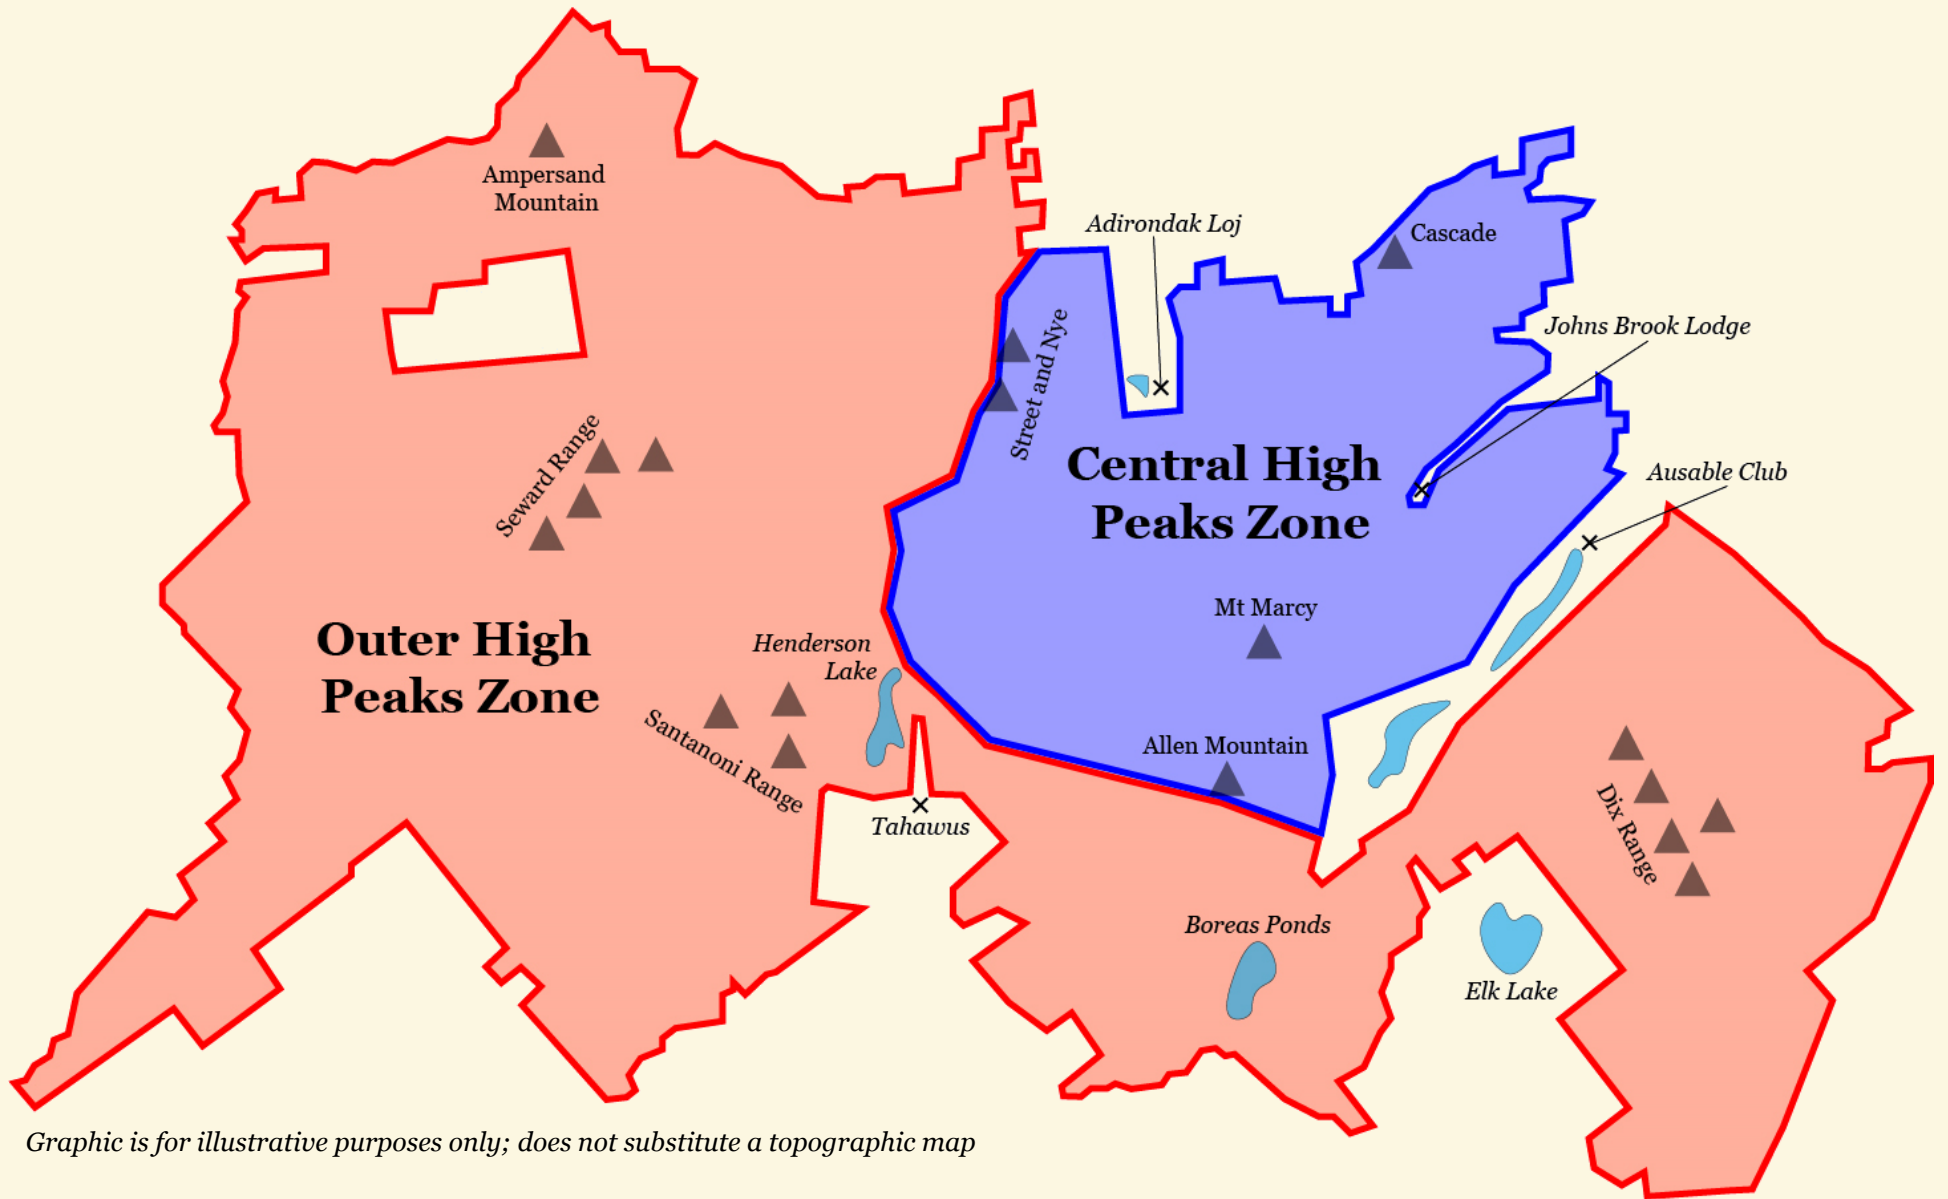 Ampersand
Mountain
Adirondak Loj
Cascade
Johns Brook Lodge
Street and Nye
Seward Range
Central High
Peaks Zone
Ausable Club
Mt Marcy
Outer High
Peaks Zone
Henderson
Lake
Santanoni Range
Allen Mountain
Tahawus
Dix Range
Boreas Ponds
Elk Lake
Graphic is for illustrative purposes only; does not substitute a topographic map